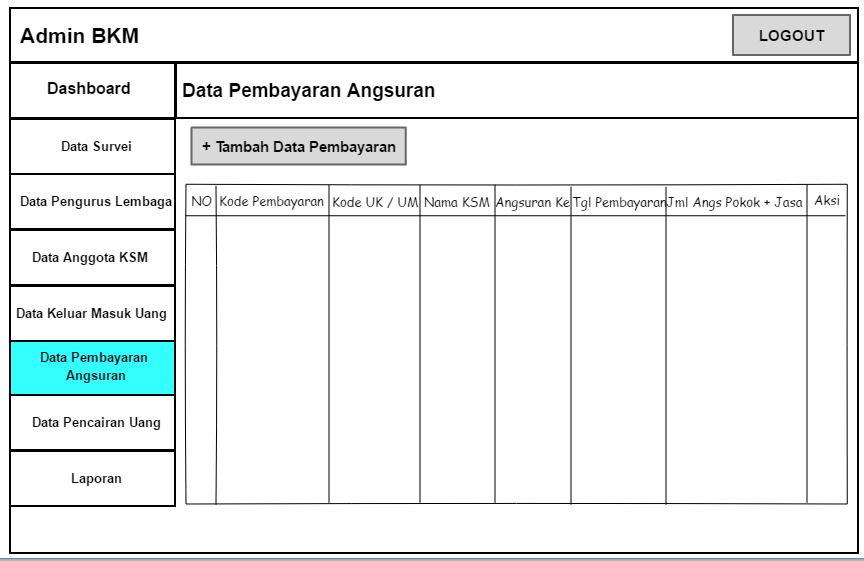 Admin BKM
LOGOUT
Dashboard
Data Pembayaran Angsuran
Data Survei
+ Tambah Data Pembayaran
Data Pengurus Lembaga
NO Kode Pembayaran Kode UK / UM Nama KSM Angsuran Ke Tgl Pembayaran Jml Angs Pokok + Jasa Aksi
Data Anggota KSM
Data Keluar Masuk Uang
Data Pembayaran
Angsuran
Data Pencairan Uang
Laporan